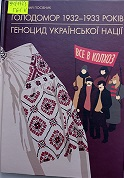 ГОЛОДОМОР 1932–1933 РОКІВ
ГЕНОЦИД УКРАЇНСЬКОЇ НАЦІЇ
ВСЕ В КОЛХОЗ